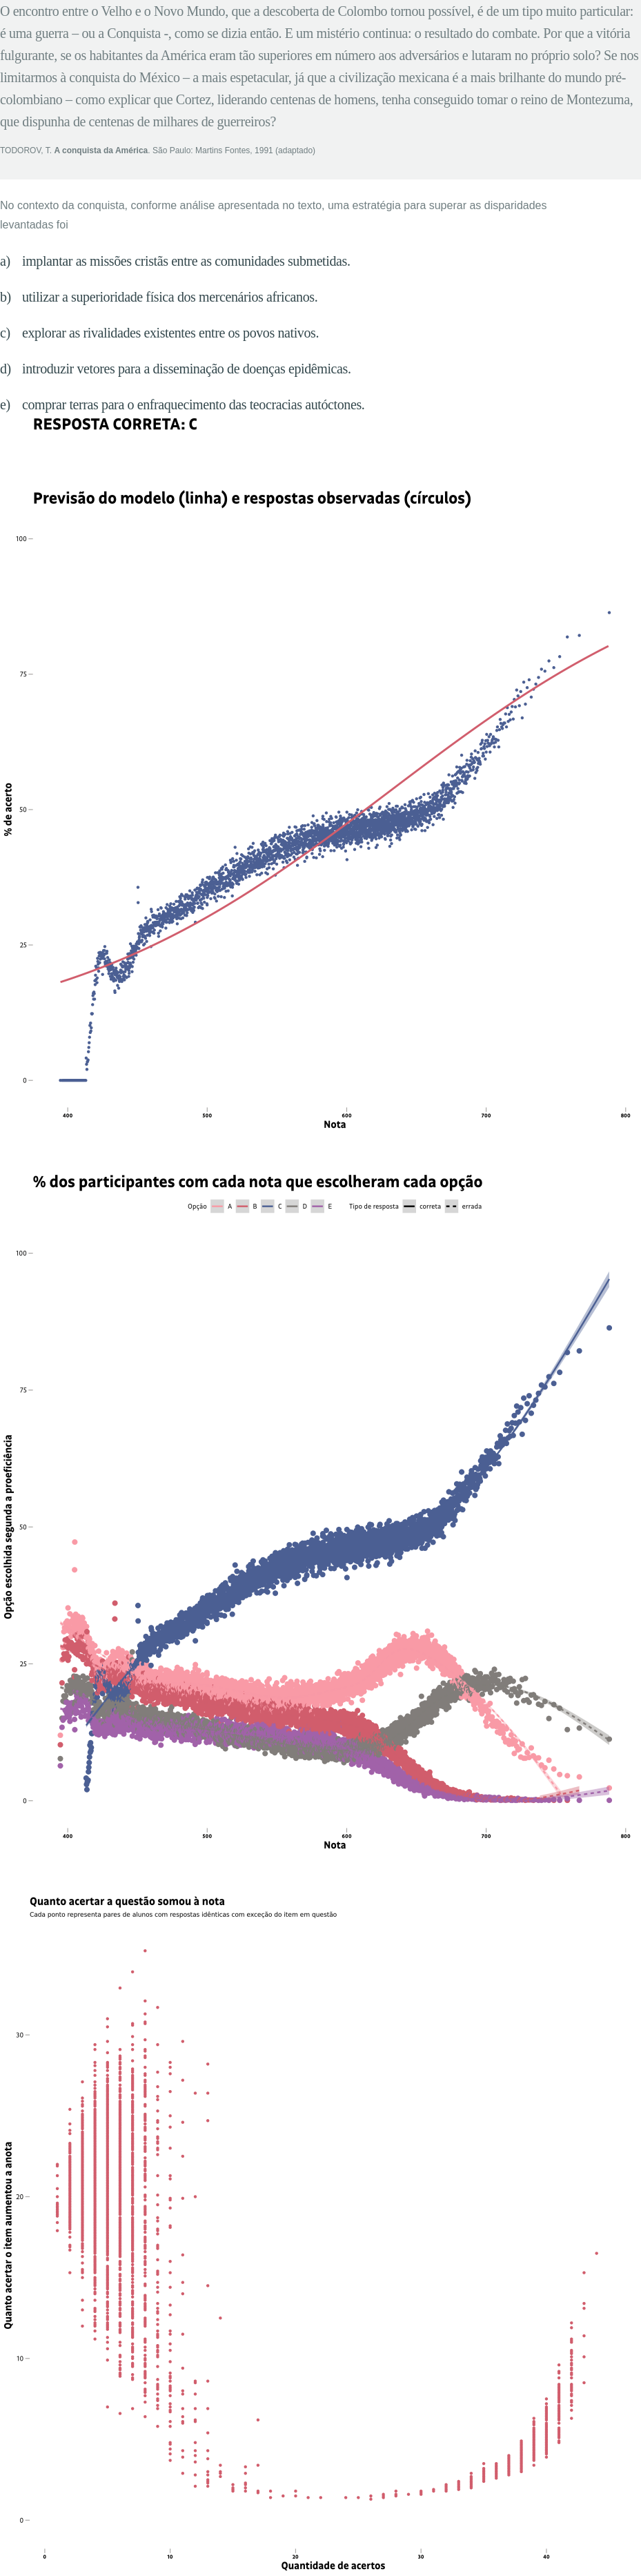 O encontro entre o Velho e o Novo Mundo, que a descoberta de Colombo tornou possível, é de um tipo muito particular:
é uma guerra – ou a Conquista -, como se dizia então. E um mistério continua: o resultado do combate. Por que a vitória
fulgurante, se os habitantes da América eram tão superiores em número aos adversários e lutaram no próprio solo? Se nos
limitarmos à conquista do México – a mais espetacular, já que a civilização mexicana é a mais brilhante do mundo pré-
colombiano – como explicar que Cortez, liderando centenas de homens, tenha conseguido tomar o reino de Montezuma,
que dispunha de centenas de milhares de guerreiros?
TODOROV, T. A conquista da América. São Paulo: Martins Fontes, 1991 (adaptado)
No contexto da conquista, conforme análise apresentada no texto, uma estratégia para superar as disparidades
levantadas foi
a) implantar as missões cristãs entre as comunidades submetidas.
b) utilizar a superioridade física dos mercenários africanos.
c) explorar as rivalidades existentes entre os povos nativos.
d) introduzir vetores para a disseminação de doenças epidêmicas.
e) comprar terras para o enfraquecimento das teocracias autóctones.
RESPOSTA CORRETA: C
Previsão do modelo (linha) e respostas observadas (círculos)
100
75
50
25
0
% de acerto
400 500 600 700 800
Nota
% dos participantes com cada nota que escolheram cada opção
Opção A B C D E Tipo de resposta correta errada
100
75
50
25
0
Opção escolhida segunda a proeficiência
400 500 600 700 800
Nota
Quanto acertar a questão somou à nota
Cada ponto representa pares de alunos com respostas idênticas com exceção do item em questão
30
20
10
0
Quanto acertar o item aumentou a anota
0 10 20 30 40
Quantidade de acertos